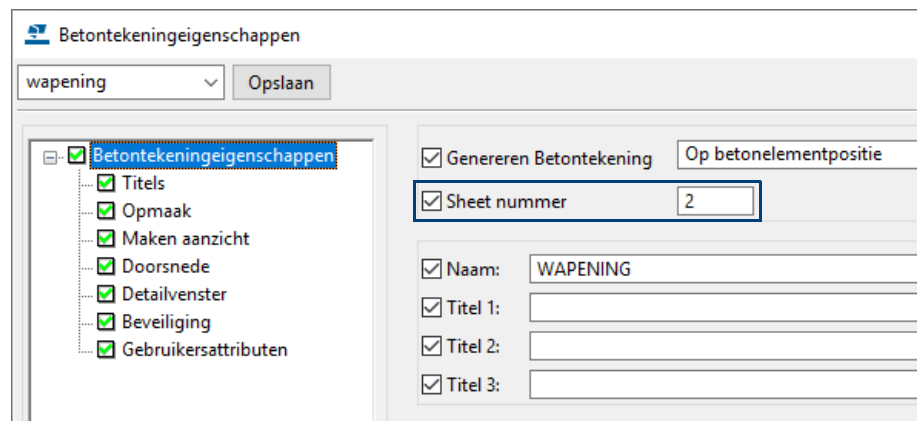 Betontekeningeigenschappen
wapening
Opslaan
Betontekeningeigenschappen
Titels
Opmaak
Maken aanzicht
Doorsnede
Detailvenster
Beveiliging
Gebruikersattributen
Genereren Betontekening Op betonelementpositie
Sheet nummer 2
Naam: WAPENING
Titel 1:
Titel 2:
Titel 3: